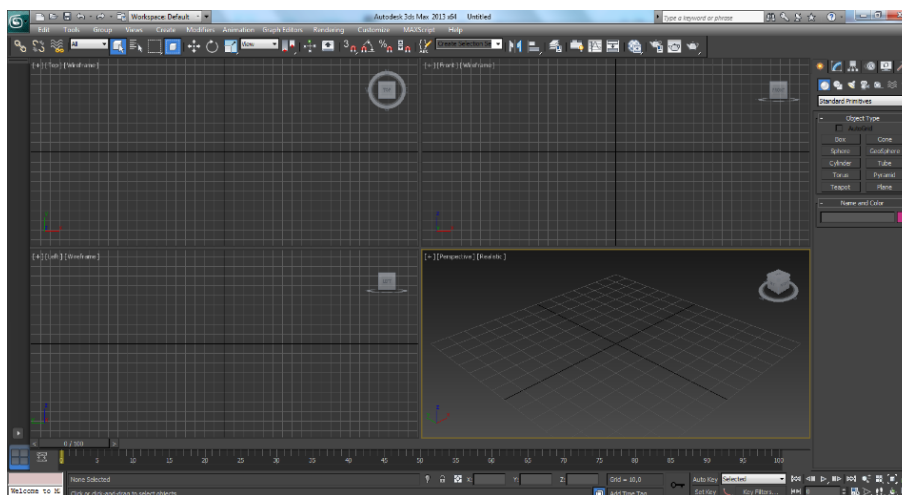 Workspace: Default
Autodesk 3ds Max 2013 x64 Untitled
Type a keyword or phrase
Edit Tools Group Views Create Modifiers Animation Graph Editors Rendering Customize MAXScript Help
All
View
Create Selection Se
[+] [Top] [Wireframe]
TOP
[+] [Front] [Wireframe]
FRONT
Standard Primitives
- Object Type
AutoGrid
Box Cone
Sphere GeoSphere
Cylinder Tube
Torus Pyramid
Teapot Plane
- Name and Color
[+] [Left] [Wireframe]
LEFT
[+] [Perspective] [Realistic]
0 / 100
0 5 10 15 20 25 30 35 40 45 50 55 60 65 70 75 80 85 90 95 100
None Selected
X: Y: Z:
Grid = 10,0
Auto Key
Selected
Welcome to M
Click or click-and-drag to select objects
Add Time Tag
Set Key
Key Filters...